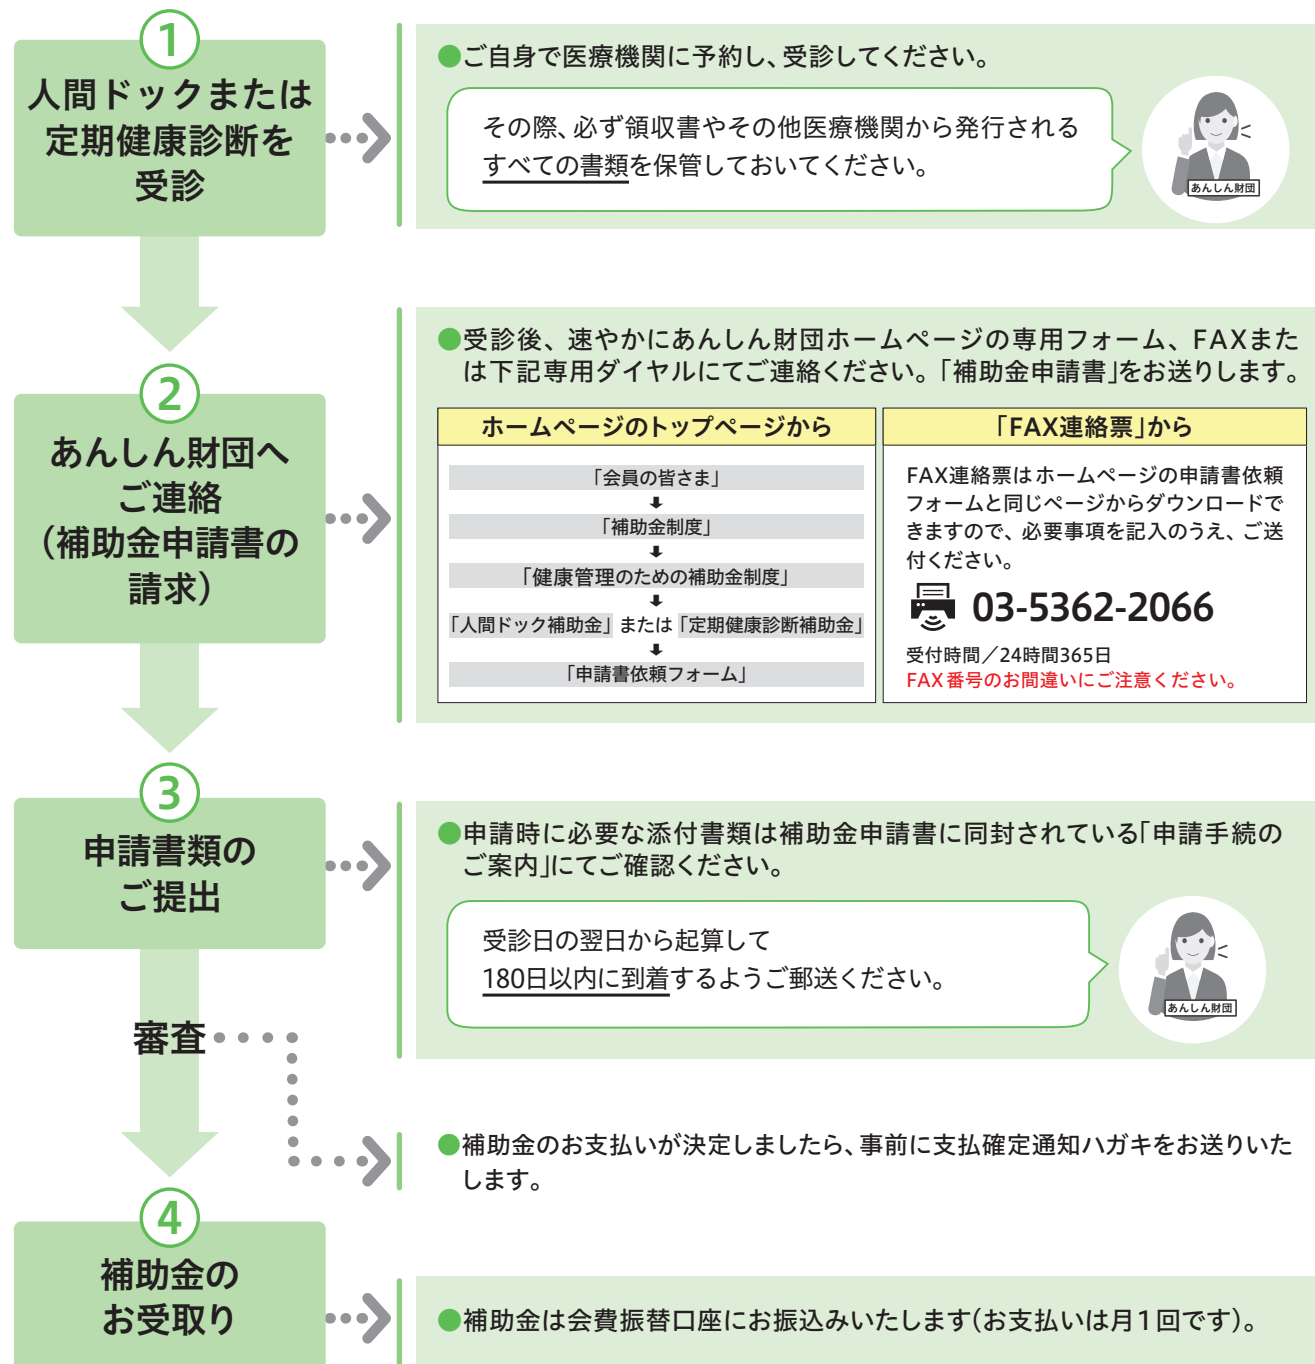 ①
人間ドックまたは
定期健康診断を
受診
●ご自身で医療機関に予約し、受診してください。
その際、必ず領収書やその他医療機関から発行される
すべての書類を保管しておいてください。
あんしん財団
②
あんしん財団へ
ご連絡
（補助金申請書の
請求）
●受診後、速やかにあんしん財団ホームページの専用フォーム、FAXまた
は下記専用ダイヤルにてご連絡ください。「補助金申請書」をお送りします。
ホームページのトップページから
「会員の皆さま」
「補助金制度」
「健康管理のための補助金制度」
「人間ドック補助金」または「定期健康診断補助金」
「申請書依頼フォーム」
「FAX連絡票」から
FAX連絡票はホームページの申請書依頼
フォームと同じページからダウンロードで
きますので、必要事項を記入のうえ、ご送
付ください。
03-5362-2066
受付時間／24時間365日
FAX番号のお間違いにご注意ください。
③
申請書類の
ご提出
●申請時に必要な添付書類は補助金申請書に同封されている「申請手続の
ご案内」にてご確認ください。
受診日の翌日から起算して
180日以内に到着するようご郵送ください。
あんしん財団
審査
●補助金のお支払いが決定しましたら、事前に支払確定通知ハガキをお送りいた
します。
④
補助金の
お受取り
●補助金は会費振替口座にお振込みいたします（お支払いは月1回です）。